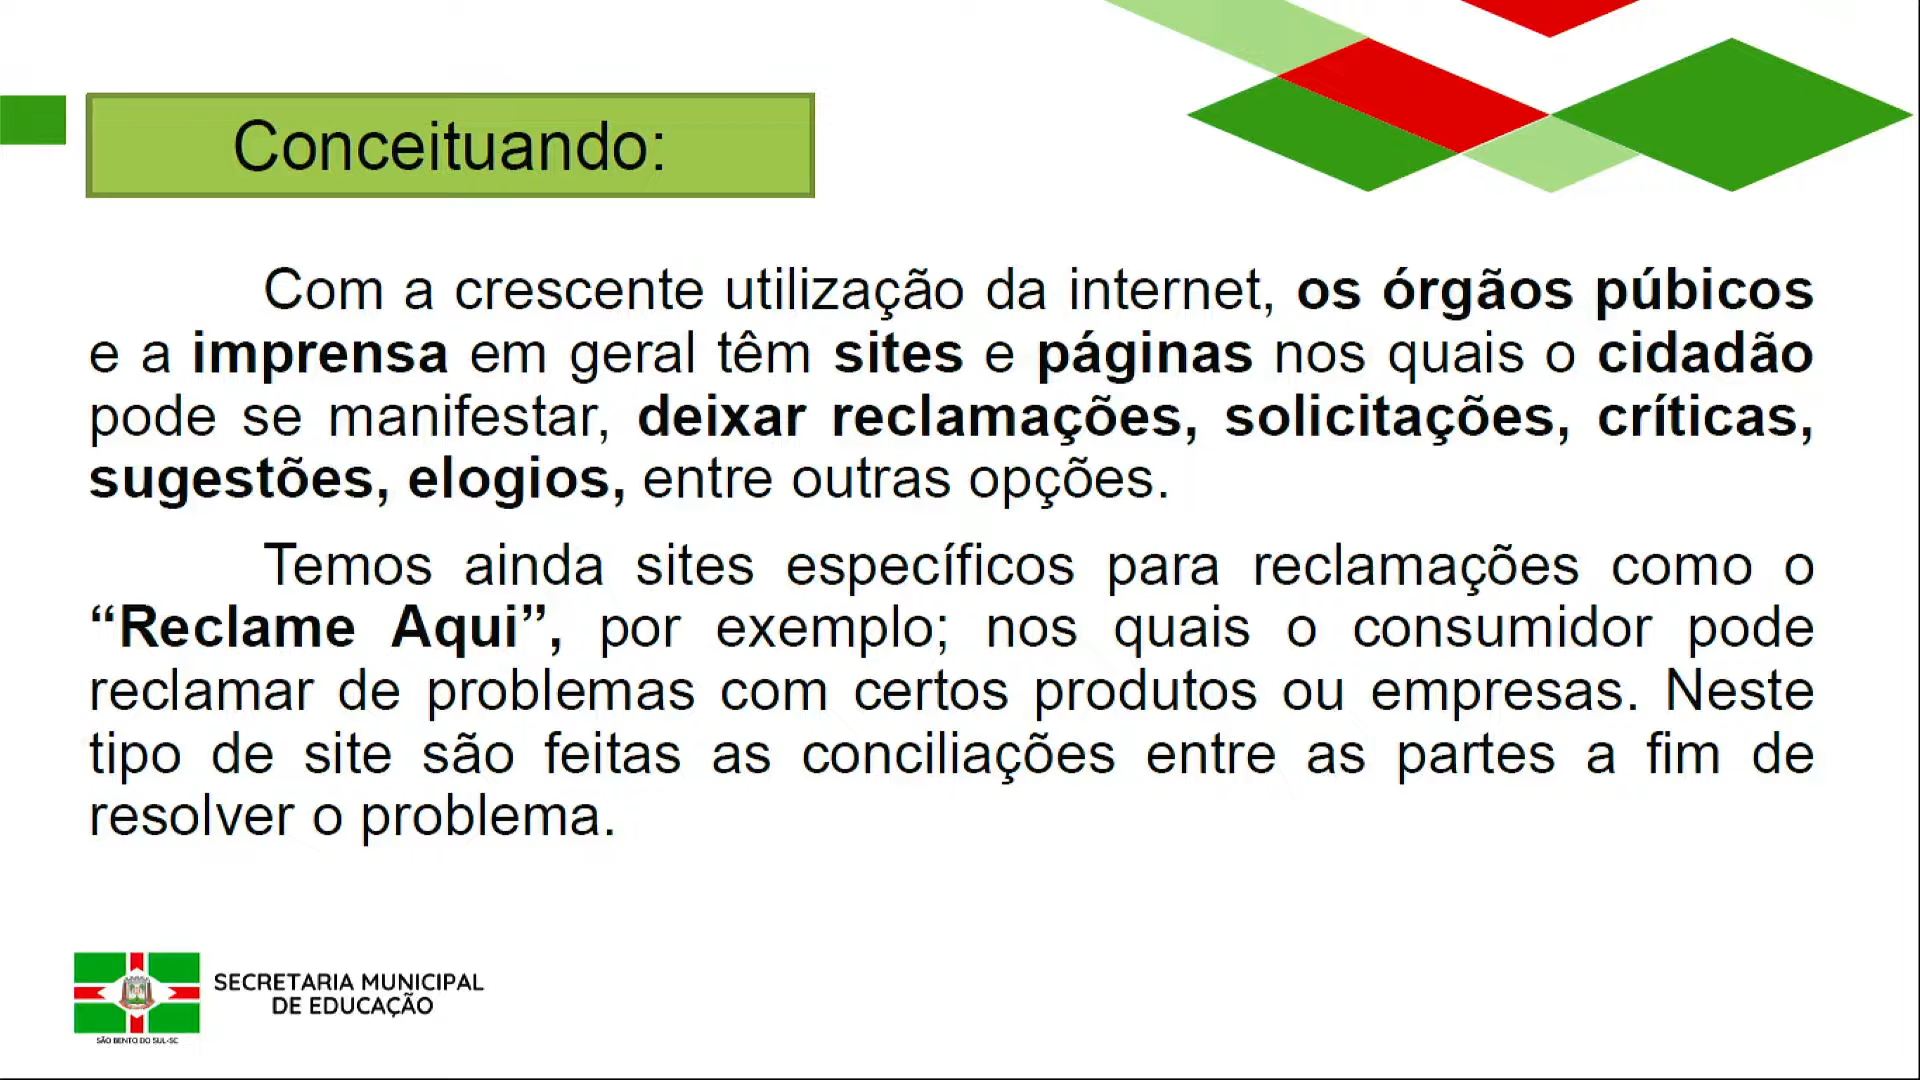 Conceituando:
Com a crescente utilização da internet, os órgãos púbicos
e a imprensa em geral têm sites e páginas nos quais o cidadão
pode se manifestar, deixar reclamações, solicitações, críticas,
sugestões, elogios, entre outras opções.
Temos ainda sites específicos para reclamações como o
“Reclame Aqui”, por exemplo; nos quais o consumidor pode
reclamar de problemas com certos produtos ou empresas. Neste
tipo de site são feitas as conciliações entre as partes a fim de
resolver o problema.
SECRETARIA MUNICIPAL
DE EDUCAÇÃO
SÃO BENTO DO SUL-SC